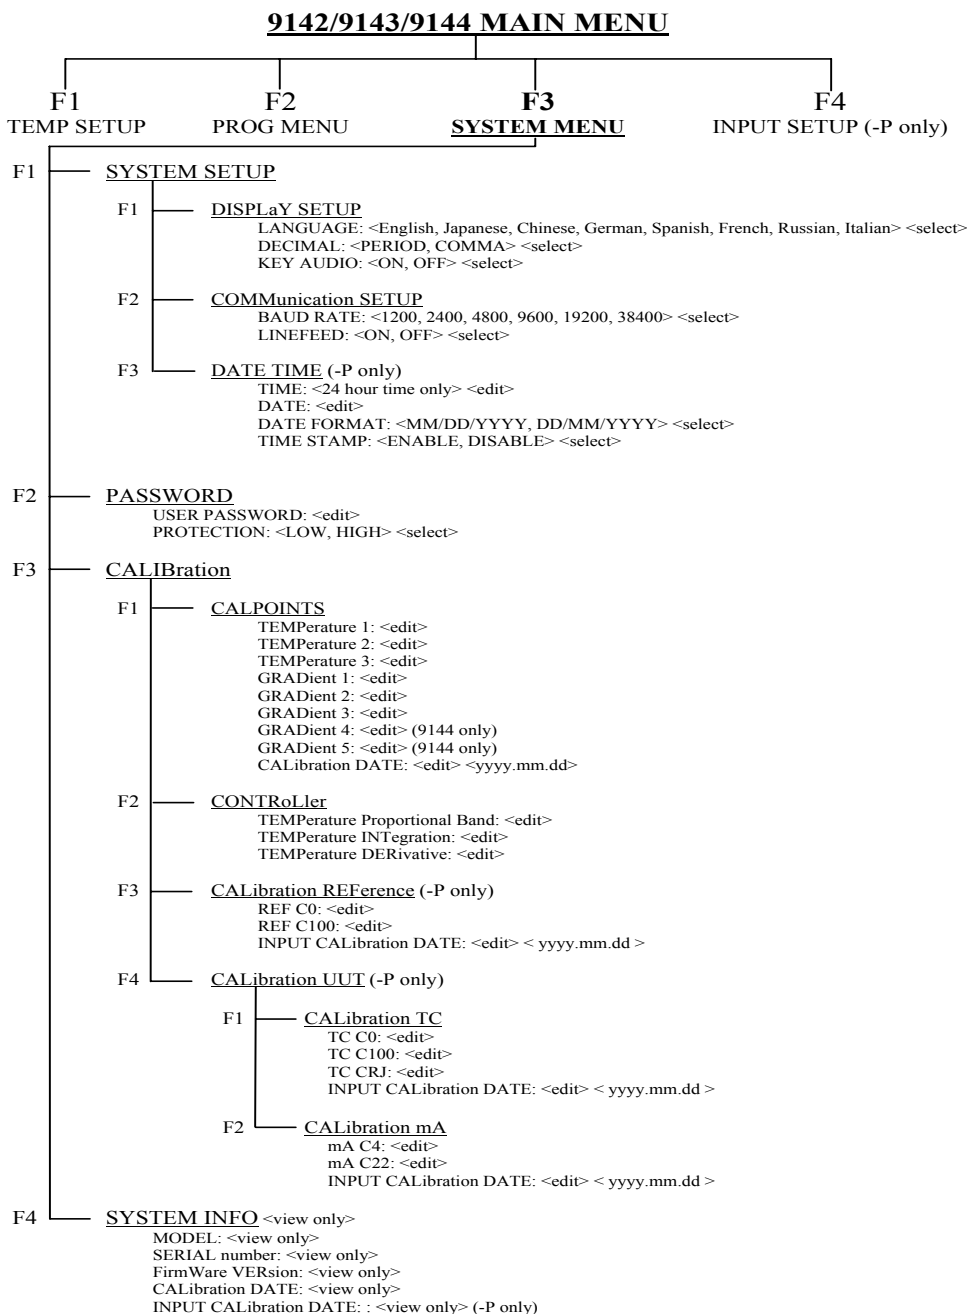 9142/9143/9144 MAIN MENU
F1 F2 F3 F4
TEMP SETUP PROG MENU SYSTEM MENU INPUT SETUP (-P only)
F1 SYSTEM SETUP
F1 DISPLaY SETUP
LANGUAGE: <English, Japanese, Chinese, German, Spanish, French, Russian, Italian> <select>
DECIMAL: <PERIOD, COMMA> <select>
KEY AUDIO: <ON, OFF> <select>
F2 COMMunication SETUP
BAUD RATE: <1200, 2400, 4800, 9600, 19200, 38400> <select>
LINEFEED: <ON, OFF> <select>
F3 DATE TIME (-P only)
TIME: <24 hour time only> <edit>
DATE: <edit>
DATE FORMAT: <MM/DD/YYYY, DD/MM/YYYY> <select>
TIME STAMP: <ENABLE, DISABLE> <select>
F2 PASSWORD
USER PASSWORD: <edit>
PROTECTION: <LOW, HIGH> <select>
F3 CALIBration
F1 CALPOINTS
TEMPerature 1: <edit>
TEMPerature 2: <edit>
TEMPerature 3: <edit>
GRADient 1: <edit>
GRADient 2: <edit>
GRADient 3: <edit>
GRADient 4: <edit> (9144 only)
GRADient 5: <edit> (9144 only)
CALibration DATE: <edit> <yyyy.mm.dd>
F2 CONTRoLler
TEMPerature Proportional Band: <edit>
TEMPerature INTegration: <edit>
TEMPerature DERivative: <edit>
F3 CALibration REFerence (-P only)
REF C0: <edit>
REF C100: <edit>
INPUT CALibration DATE: <edit> < yyyy.mm.dd >
F4 CALibration UUT (-P only)
F1 CALibration TC
TC C0: <edit>
TC C100: <edit>
TC CRJ: <edit>
INPUT CALibration DATE: <edit> < yyyy.mm.dd >
F2 CALibration mA
mA C4: <edit>
mA C22: <edit>
INPUT CALibration DATE: <edit> < yyyy.mm.dd >
F4 SYSTEM INFO <view only>
MODEL: <view only>
SERIAL number: <view only>
FirmWare VERsion: <view only>
CALibration DATE: <view only>
INPUT CALibration DATE: : <view only> (-P only)